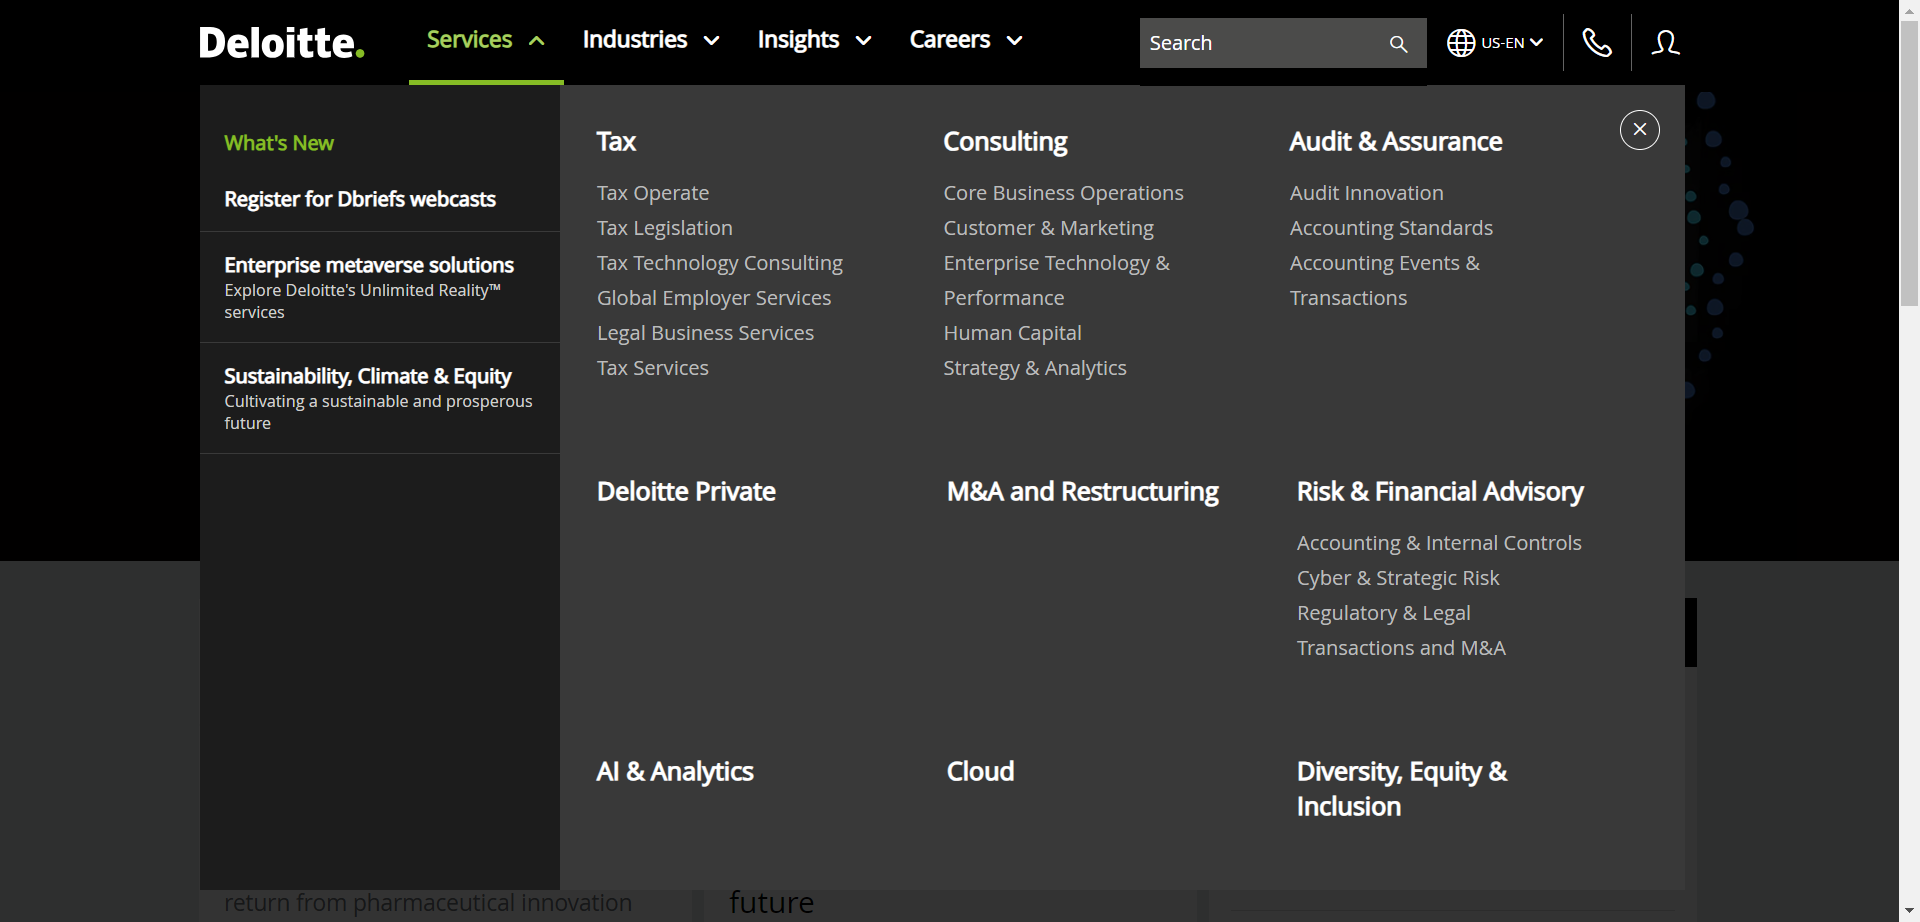 Deloitte.
Services
Industries
Insights
Careers
Search
US-EN
What's New
Register for Dbriefs webcasts
Enterprise metaverse solutions
Explore Deloitte's Unlimited Reality™
services
Sustainability, Climate & Equity
Cultivating a sustainable and prosperous
future
Tax
Tax Operate
Tax Legislation
Tax Technology Consulting
Global Employer Services
Legal Business Services
Tax Services
Consulting
Core Business Operations
Customer & Marketing
Enterprise Technology &
Performance
Human Capital
Strategy & Analytics
Audit & Assurance
Audit Innovation
Accounting Standards
Accounting Events &
Transactions
Deloitte Private
M&A and Restructuring
Risk & Financial Advisory
Accounting & Internal Controls
Cyber & Strategic Risk
Regulatory & Legal
Transactions and M&A
AI & Analytics
Cloud
Diversity, Equity &
Inclusion
return from pharmaceutical innovation
future